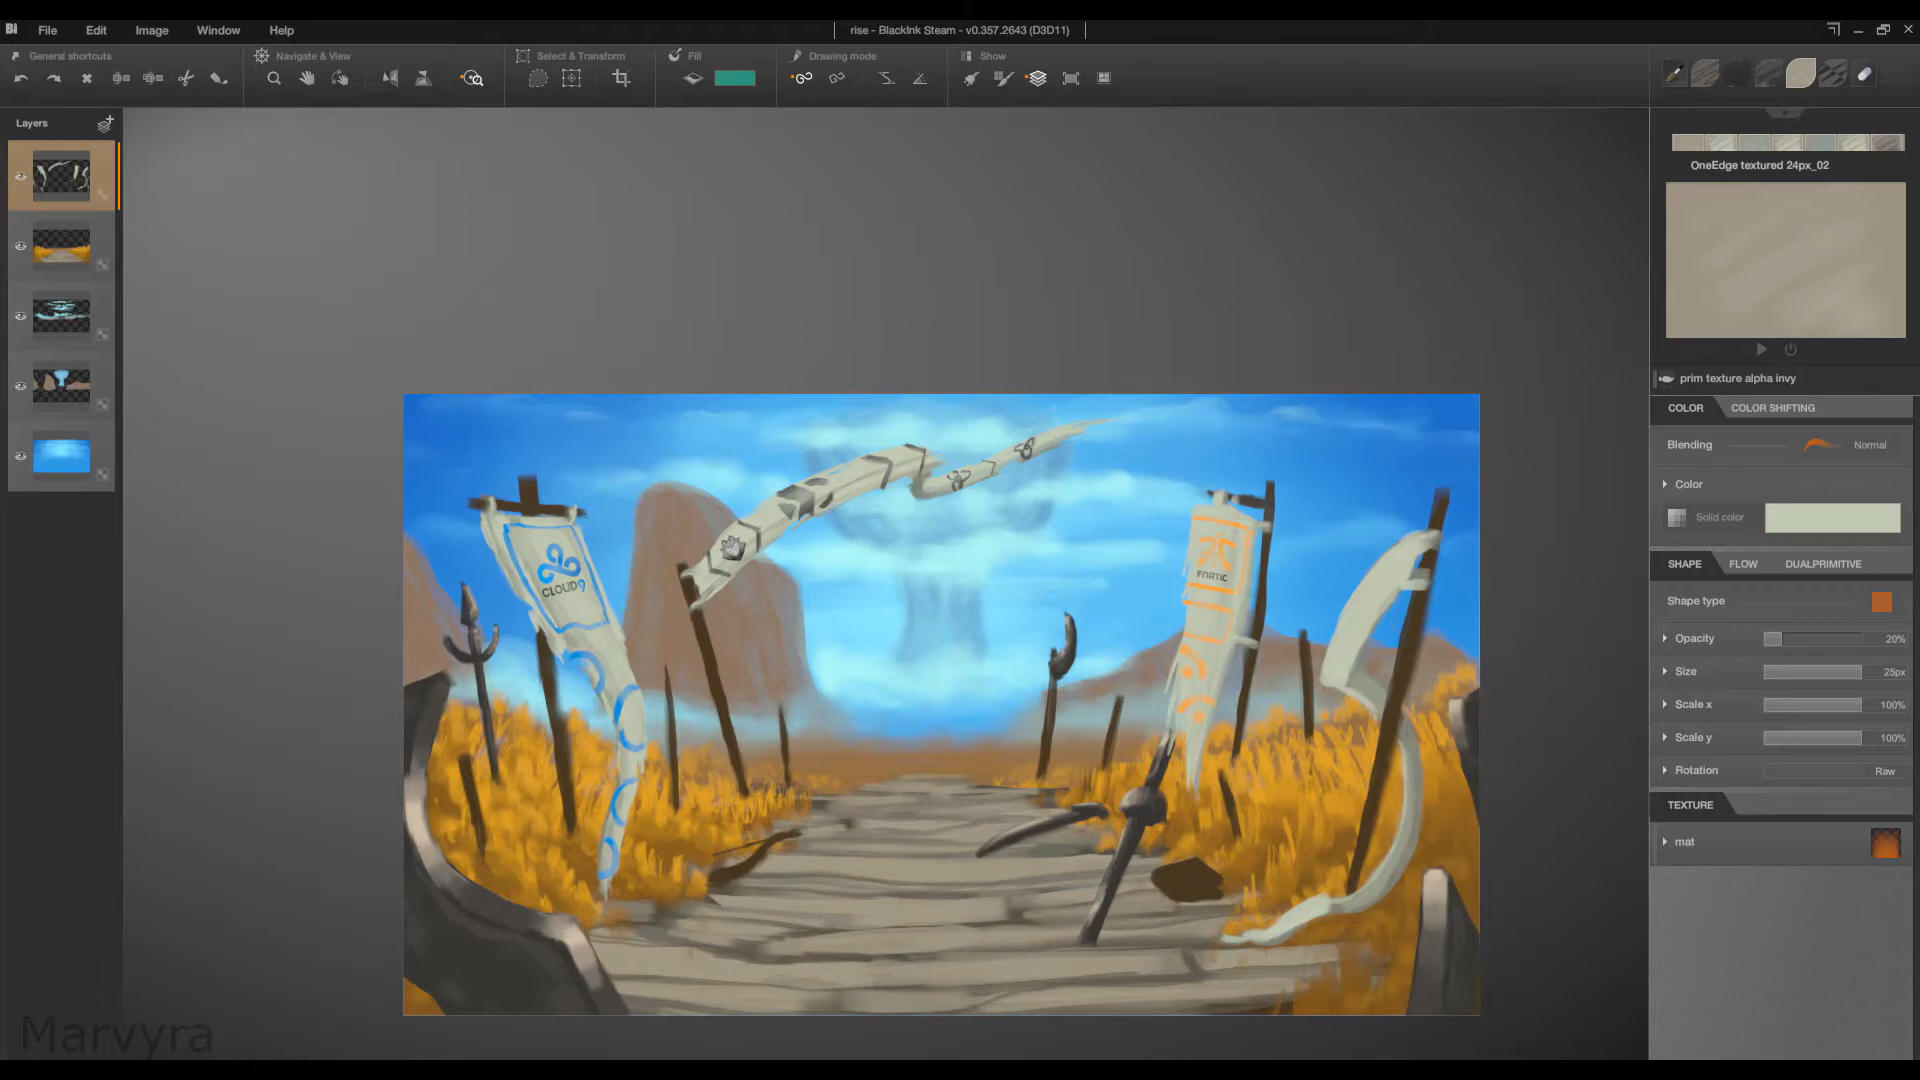 Bi File Edit Image Window Help rise - BlackInk Steam - v0.357.2643 (D3D11)
General shortcuts Navigate & View Select & Transform Fill Drawing mode Show
Layers
OneEdge textured 24px_02
prim texture alpha invy
COLOR COLOR SHIFTING
Blending Normal
Color
Solid color
SHAPE FLOW DUALPRIMITIVE
Shape type
Opacity 20%
Size 25px
Scale x 100%
Scale y 100%
Rotation Raw
TEXTURE
mat
CLOUD9
FNATIC
Marvyra